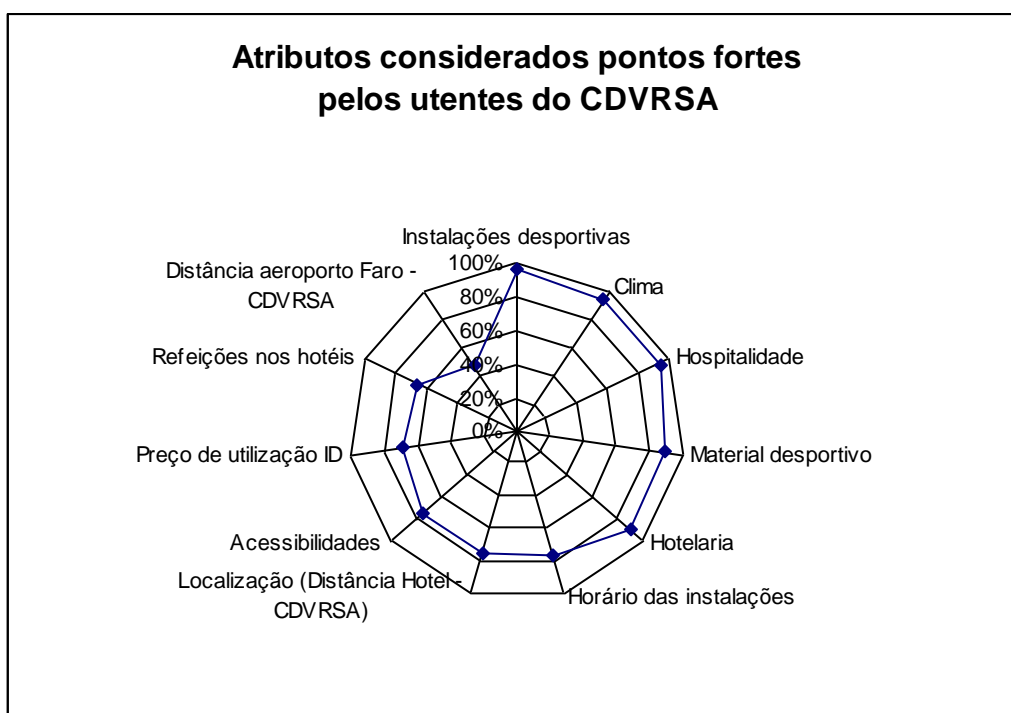 Atributos considerados pontos fortes
pelos utentes do CDVRSA
Instalações desportivas
Clima
Hospitalidade
Material desportivo
Hotelaria
Horário das instalações
Localização (Distância Hotel -
CDVRSA)
Acessibilidades
Preço de utilização ID
Refeições nos hotéis
Distância aeroporto Faro -
CDVRSA
100%
80%
60%
40%
20%
0%